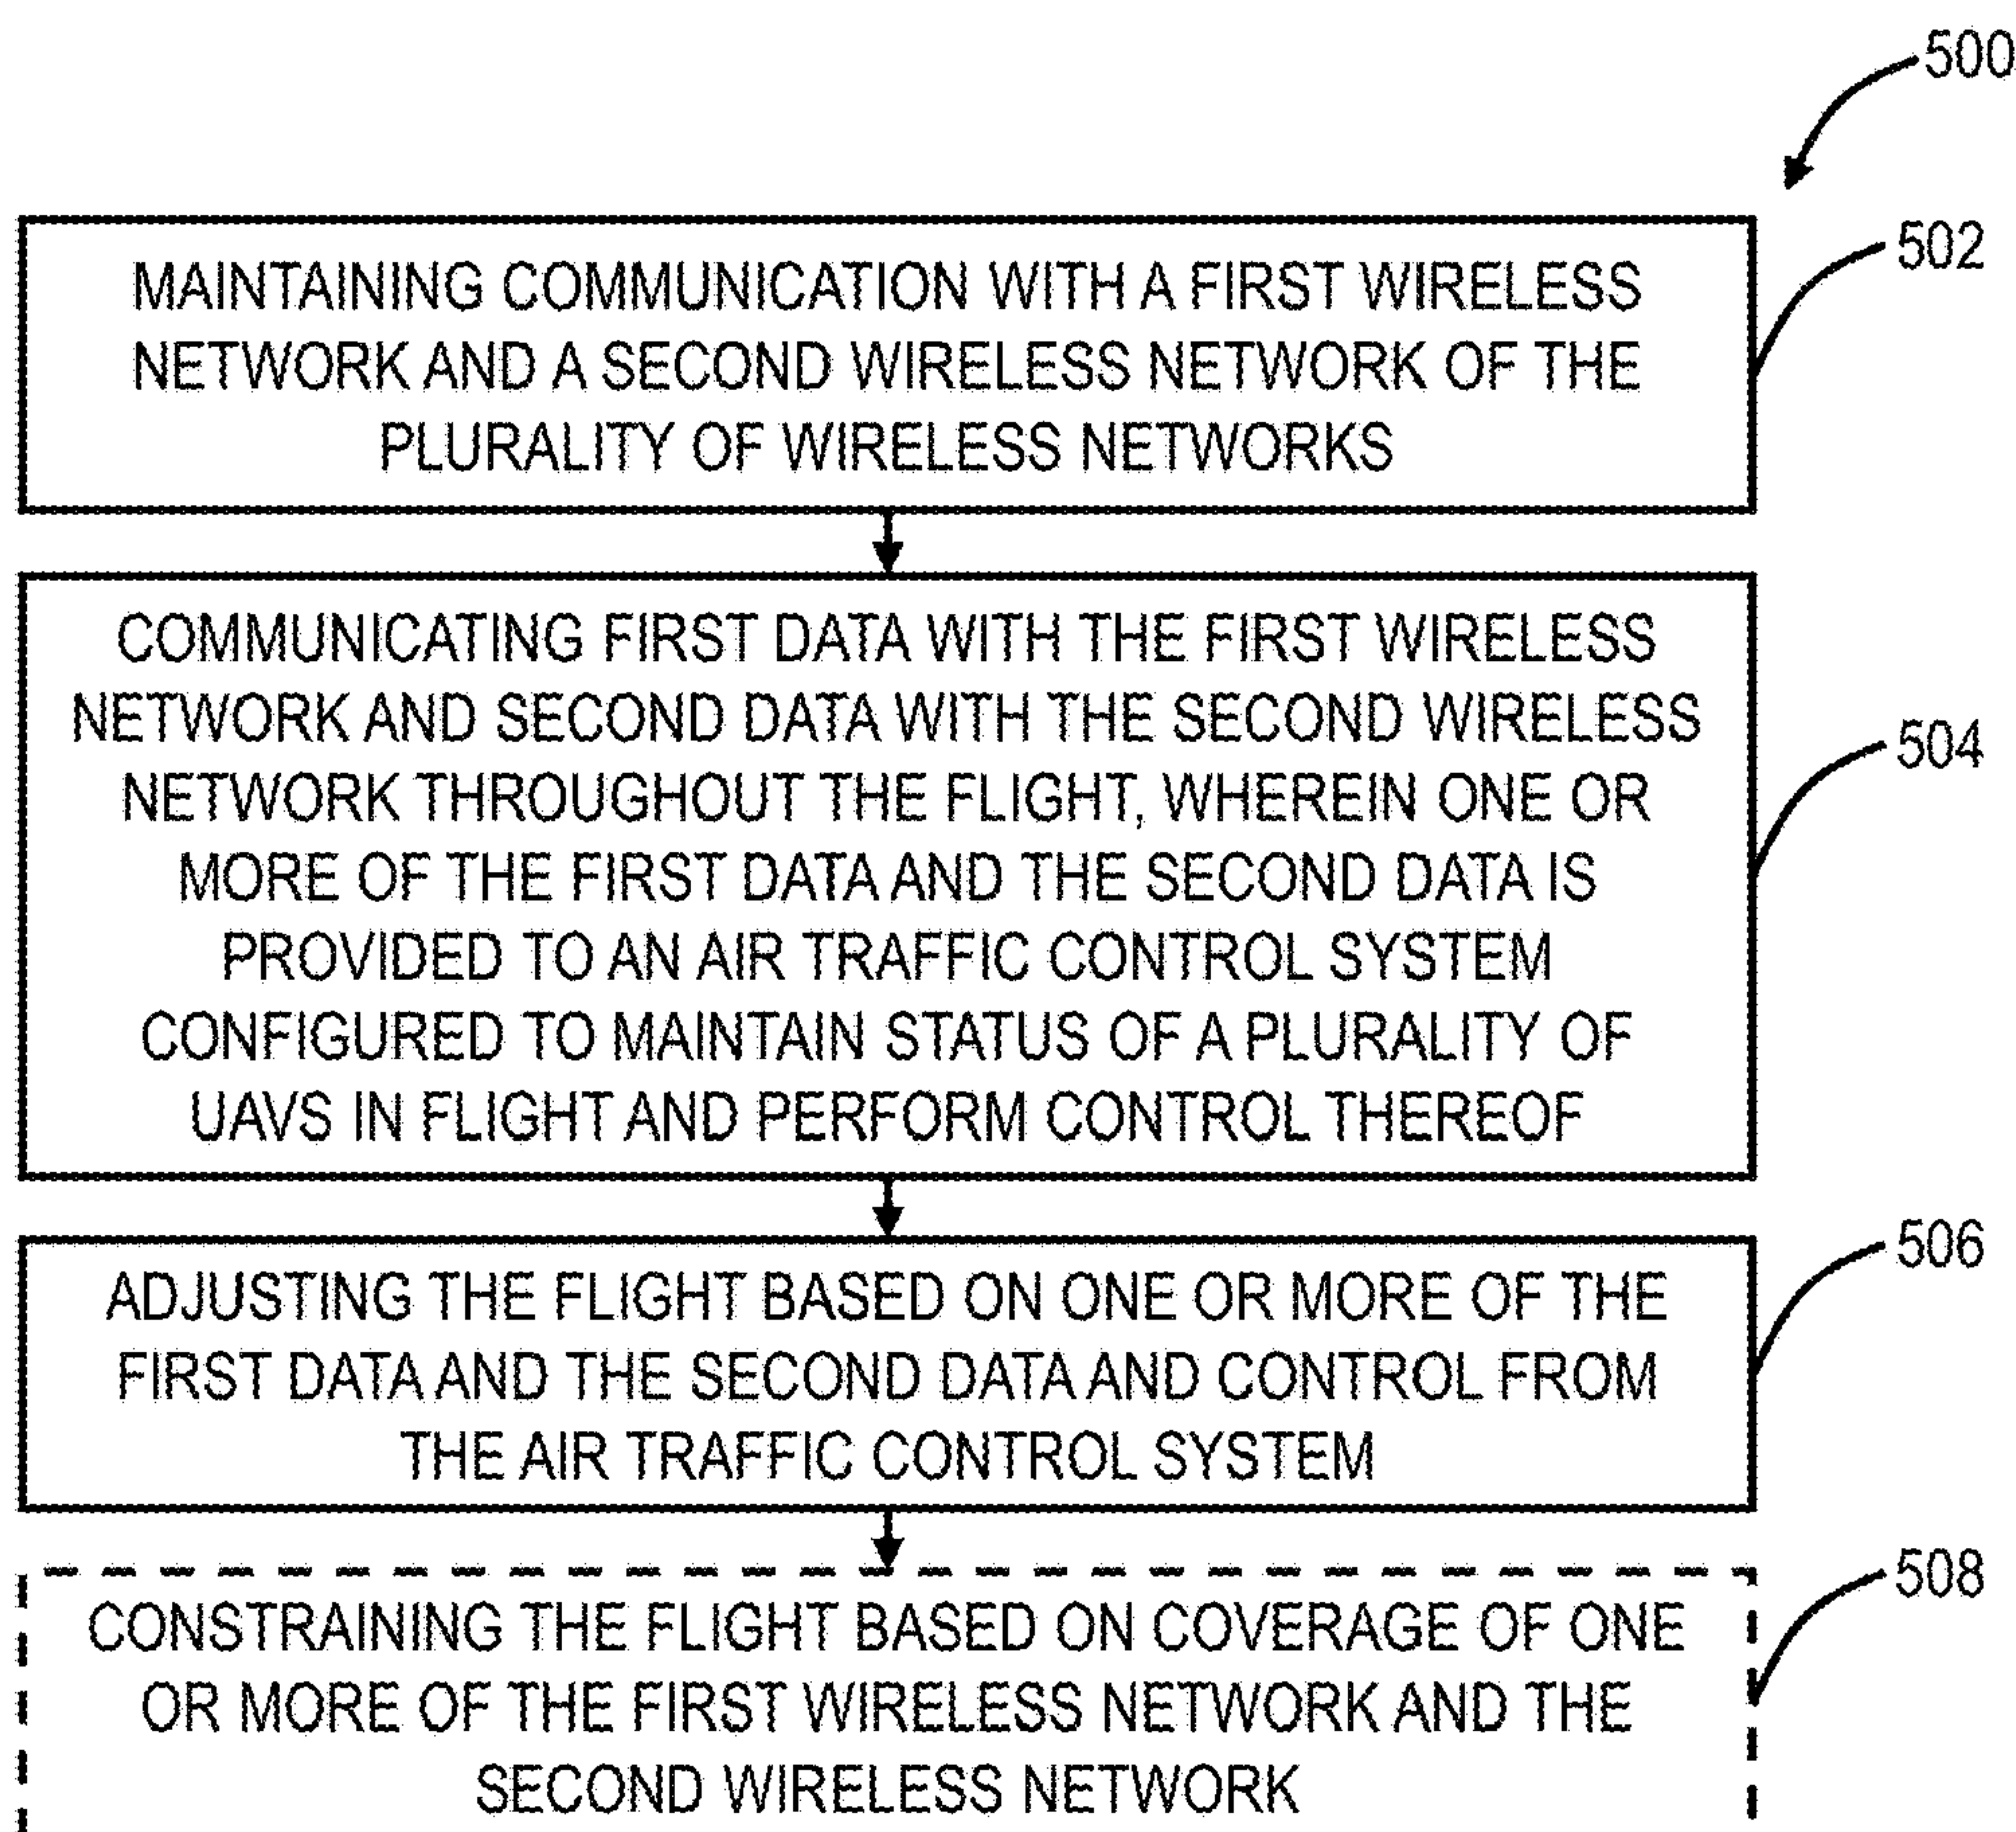 500
502
MAINTAINING COMMUNICATION WITH A FIRST WIRELESS
NETWORK AND A SECOND WIRELESS NETWORK OF THE
PLURALITY OF WIRELESS NETWORKS
504
COMMUNICATING FIRST DATA WITH THE FIRST WIRELESS
NETWORK AND SECOND DATA WITH THE SECOND WIRELESS
NETWORK THROUGHOUT THE FLIGHT, WHEREIN ONE OR
MORE OF THE FIRST DATA AND THE SECOND DATA IS
PROVIDED TO AN AIR TRAFFIC CONTROL SYSTEM
CONFIGURED TO MAINTAIN STATUS OF A PLURALITY OF
UAVS IN FLIGHT AND PERFORM CONTROL THEREOF
506
ADJUSTING THE FLIGHT BASED ON ONE OR MORE OF THE
FIRST DATA AND THE SECOND DATA AND CONTROL FROM
THE AIR TRAFFIC CONTROL SYSTEM
508
CONSTRAINING THE FLIGHT BASED ON COVERAGE OF ONE
OR MORE OF THE FIRST WIRELESS NETWORK AND THE
SECOND WIRELESS NETWORK